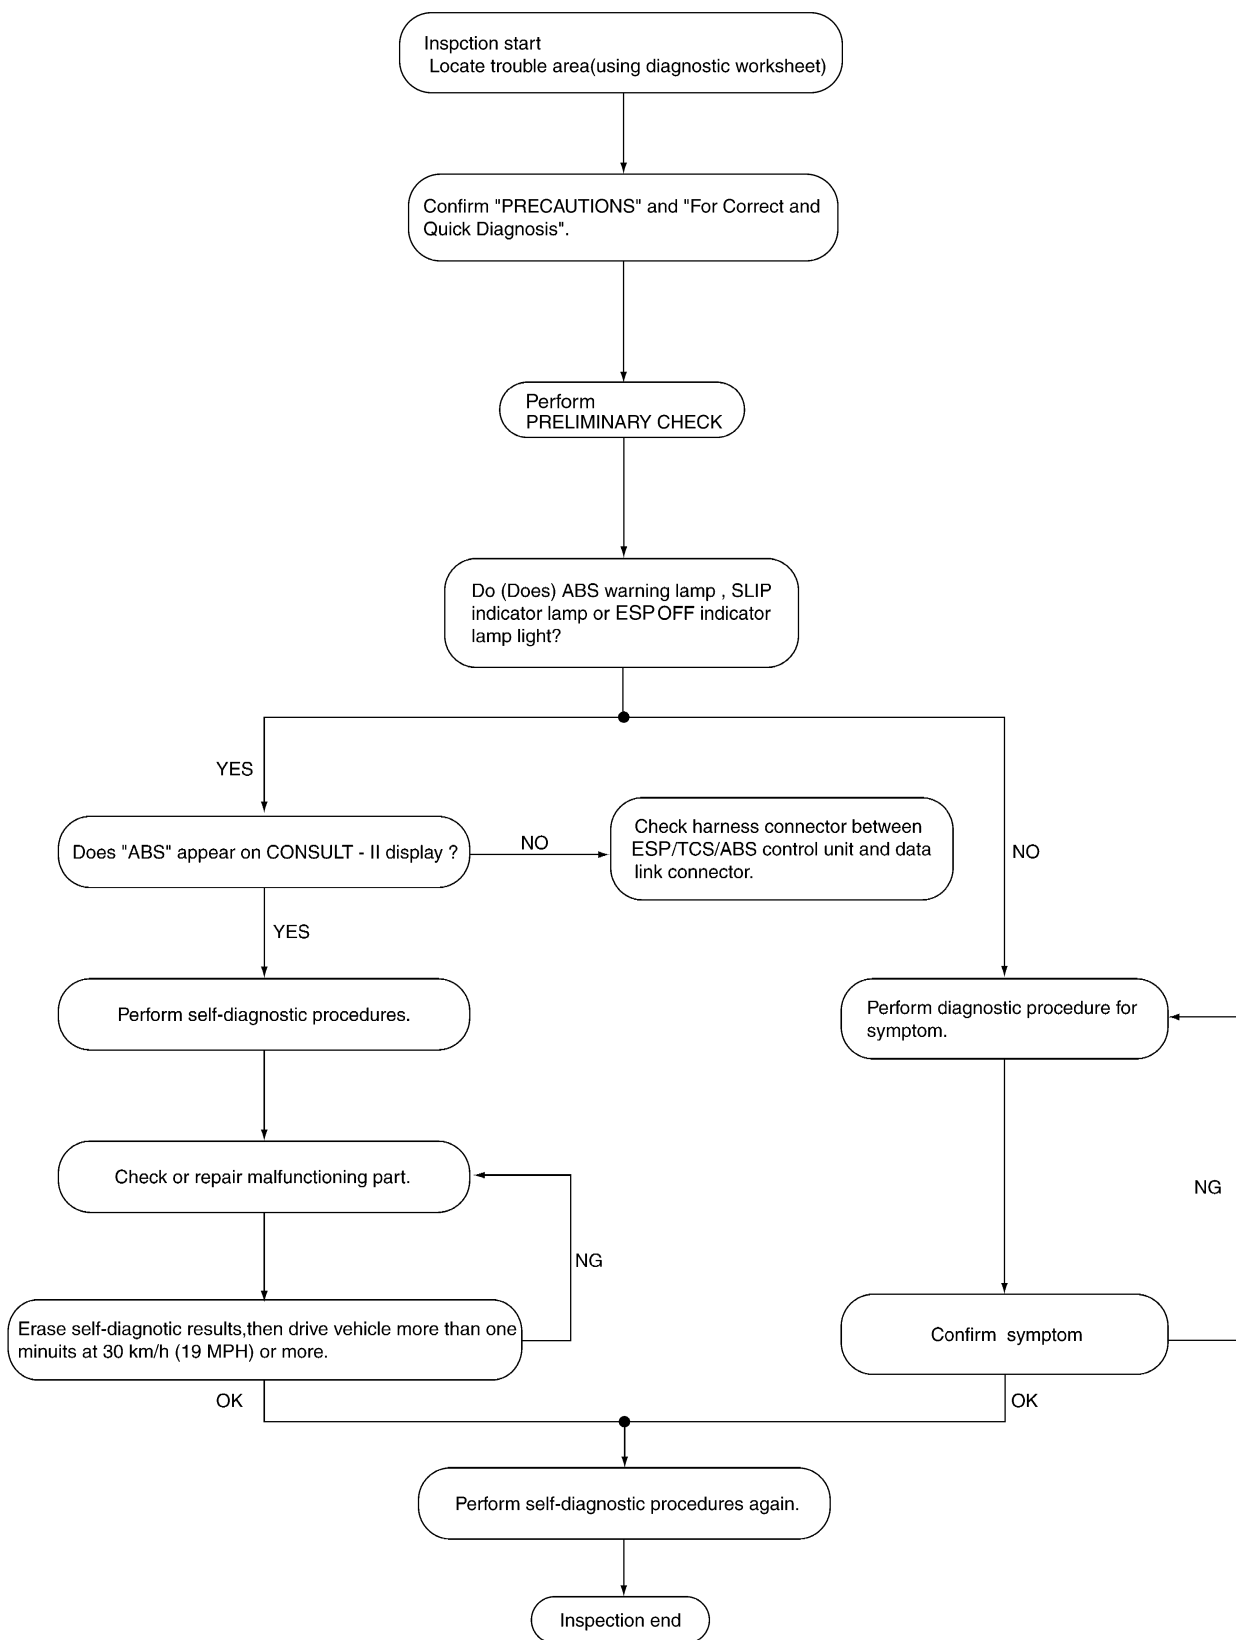 Inspction start
Locate trouble area(using diagnostic worksheet)
Confirm "PRECAUTIONS" and "For Correct and
Quick Diagnosis".
Perform
PRELIMINARY CHECK
Do (Does) ABS warning lamp , SLIP
indicator lamp or ESP OFF indicator
lamp light?
YES
NO
Does "ABS" appear on CONSULT - II display ?
NO
Check harness connector between
ESP/TCS/ABS control unit and data
link connector.
YES
Perform self-diagnostic procedures.
Perform diagnostic procedure for
symptom.
Check or repair malfunctioning part.
NG
NG
Erase self-diagnotic results,then drive vehicle more than one
minuits at 30 km/h (19 MPH) or more.
Confirm symptom
OK
OK
Perform self-diagnostic procedures again.
Inspection end